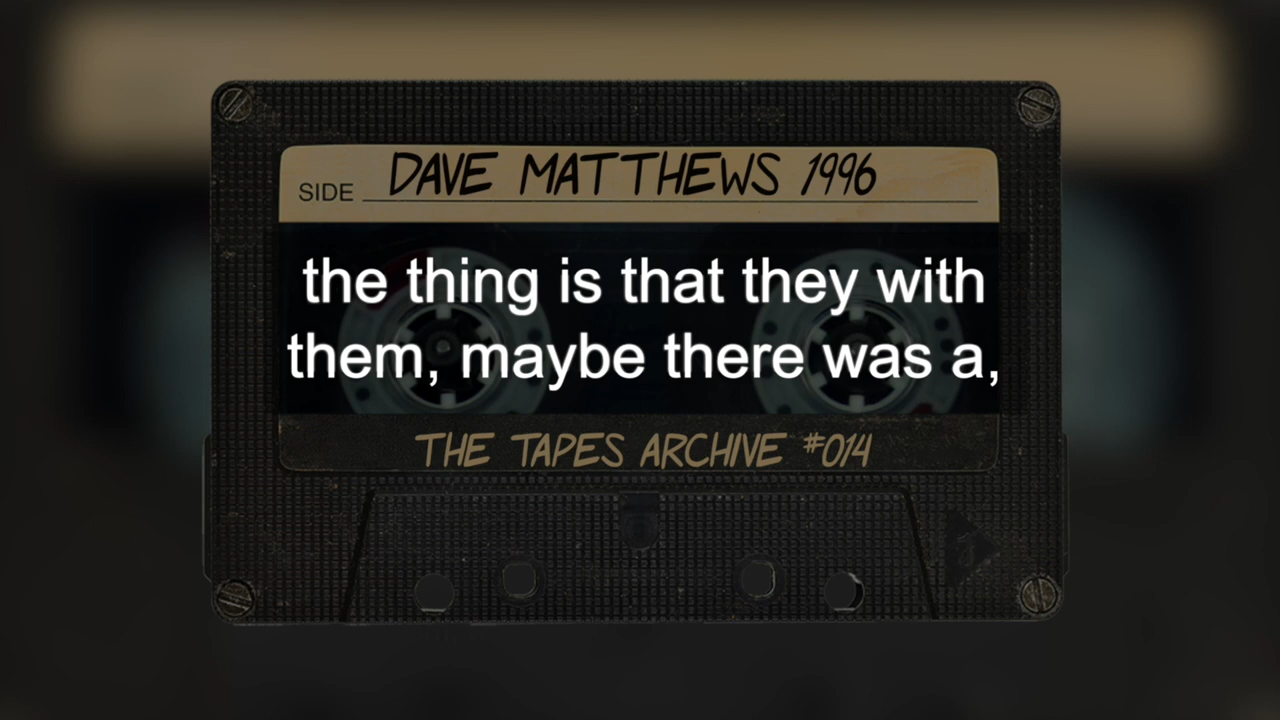 DAVE MATTHEWS 1996
SIDE
the thing is that they with
them, maybe there was a,
THE TAPES ARCHIVE #014